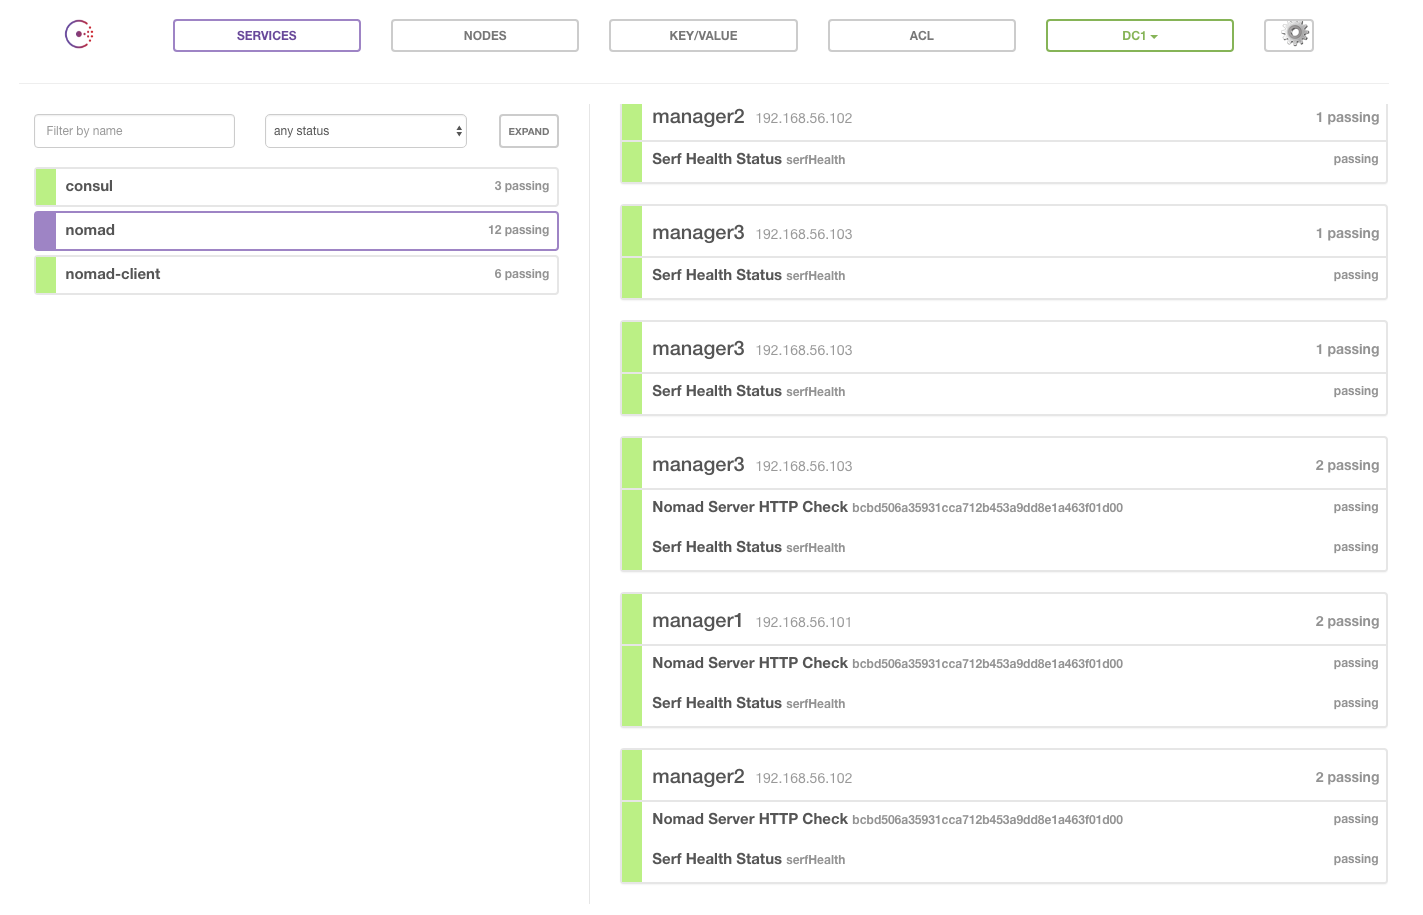 SERVICES NODES KEY/VALUE ACL DC1
Filter by name any status EXPAND
consul 3 passing
nomad 12 passing
nomad-client 6 passing
manager2 192.168.56.102 1 passing
Serf Health Status serfHealth passing
manager3 192.168.56.103 1 passing
Serf Health Status serfHealth passing
manager3 192.168.56.103 1 passing
Serf Health Status serfHealth passing
manager3 192.168.56.103 2 passing
Nomad Server HTTP Check bcbd506a35931cca712b453a9dd8e1a463f01d00 passing
Serf Health Status serfHealth passing
manager1 192.168.56.101 2 passing
Nomad Server HTTP Check bcbd506a35931cca712b453a9dd8e1a463f01d00 passing
Serf Health Status serfHealth passing
manager2 192.168.56.102 2 passing
Nomad Server HTTP Check bcbd506a35931cca712b453a9dd8e1a463f01d00 passing
Serf Health Status serfHealth passing